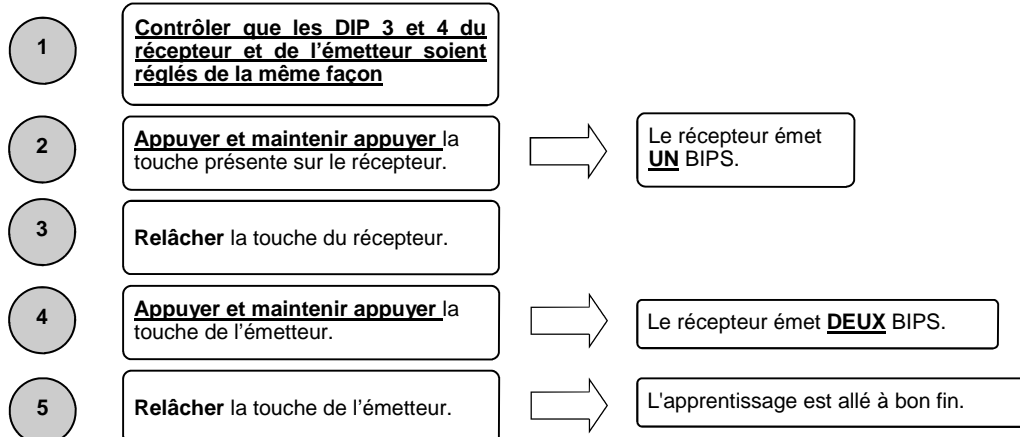 1
Contrôler que les DIP 3 et 4 du
récepteur et de l'émetteur soient
réglés de la même façon
2
Appuyer et maintenir appuyer la
touche présente sur le récepteur.
Le récepteur émet
UN BIPS.
3
Relâcher la touche du récepteur.
4
Appuyer et maintenir appuyer la
touche de l'émetteur.
Le récepteur émet DEUX BIPS.
5
Relâcher la touche de l'émetteur.
L'apprentissage est allé à bon fin.